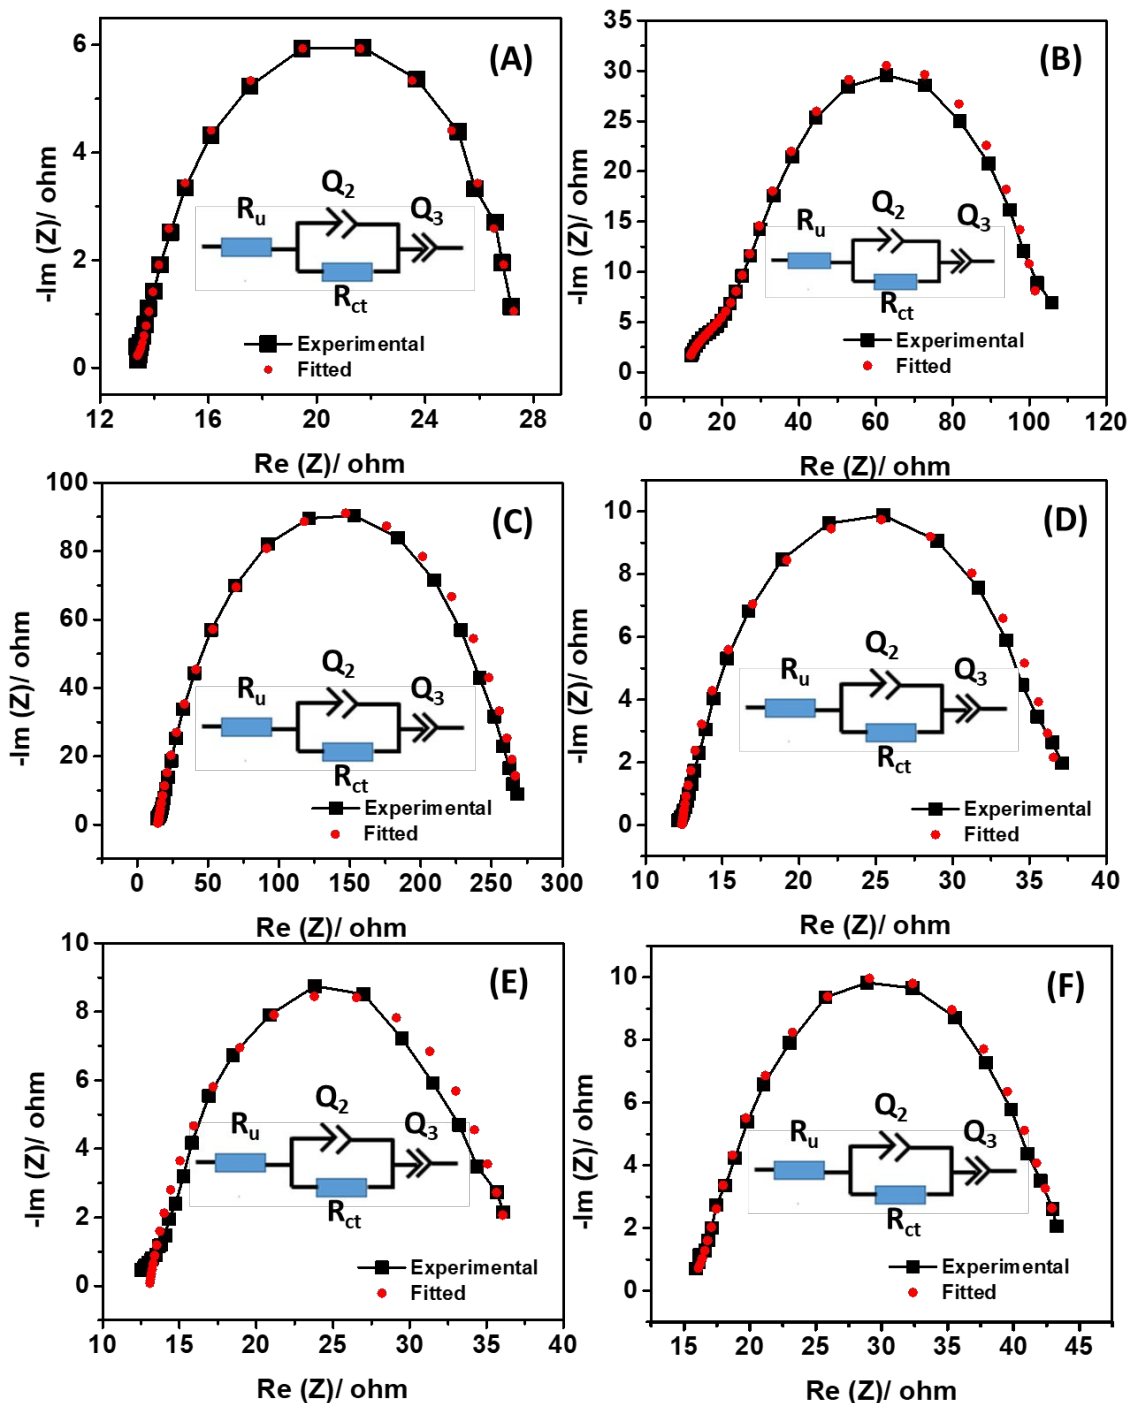 (A)
6
4
2
0
-Im (Z)/ ohm
Q2
Ru
Q3
Rct
Experimental
Fitted
12 16 20 24 28
Re (Z)/ ohm
(B)
35
30
25
20
15
10
5
0
-Im (Z)/ ohm
Q2
Q3
Ru
Rct
Experimental
Fitted
0 20 40 60 80 100 120
Re (Z)/ ohm
(C)
100
80
60
40
20
0
-Im (Z)/ ohm
Q2
Ru
Q3
Rct
Experimental
Fitted
0 50 100 150 200 250 300
Re (Z)/ ohm
(D)
10
8
6
4
2
0
-Im (Z)/ ohm
Q2
Q3
Ru
Rct
Experimental
Fitted
10 15 20 25 30 35 40
Re (Z)/ ohm
(E)
10
8
6
4
2
0
-Im (Z)/ ohm
Q2
Ru
Q3
Rct
Experimental
Fitted
10 15 20 25 30 35 40
Re (Z)/ ohm
(F)
10
8
6
4
2
0
-Im (Z)/ ohm
Q2
Ru
Q3
Rct
Experimental
Fitted
15 20 25 30 35 40 45
Re (Z)/ ohm